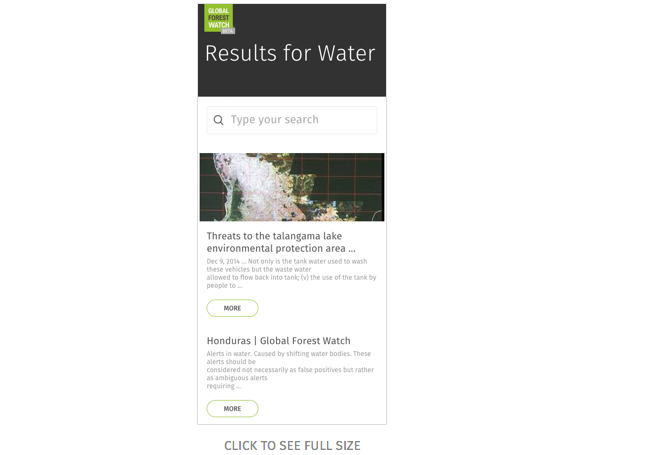 GLOBAL
FOREST
WATCH
BETA
Results for Water
Type your search
Threats to the talangama lake
environmental protection area ...
Dec 9, 2014 ... Not only is the tank water used to wash
these vehicles but the waste water
allowed to flow back into tank; (v) the use of the tank by
people to ...
MORE
Honduras | Global Forest Watch
Alerts in water. Caused by shifting water bodies. These
alerts should be
considered not necessarily as false positives but rather
as ambiguous alerts
requiring ...
MORE
CLICK TO SEE FULL SIZE